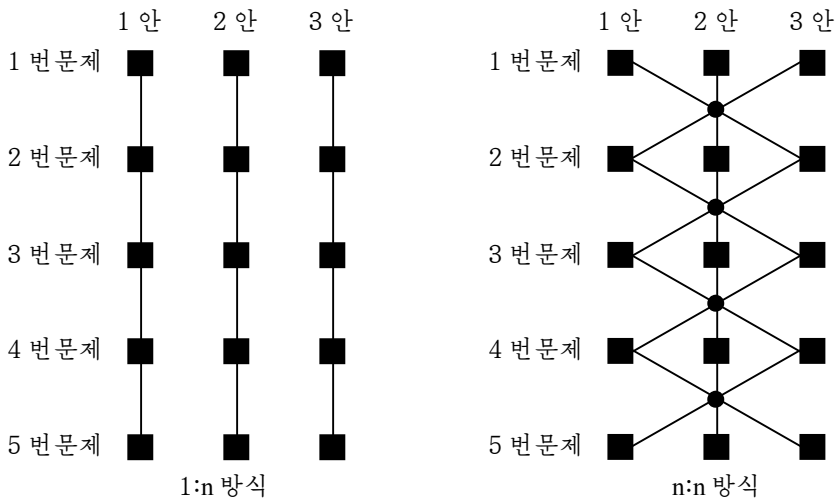 1 안 2 안 3 안 1 안 2 안 3 안
1 번문제 1 번문제
2 번문제 2 번문제
3 번문제 3 번문제
4 번문제 4 번문제
5 번문제 5 번문제
1:n 방식 n:n 방식